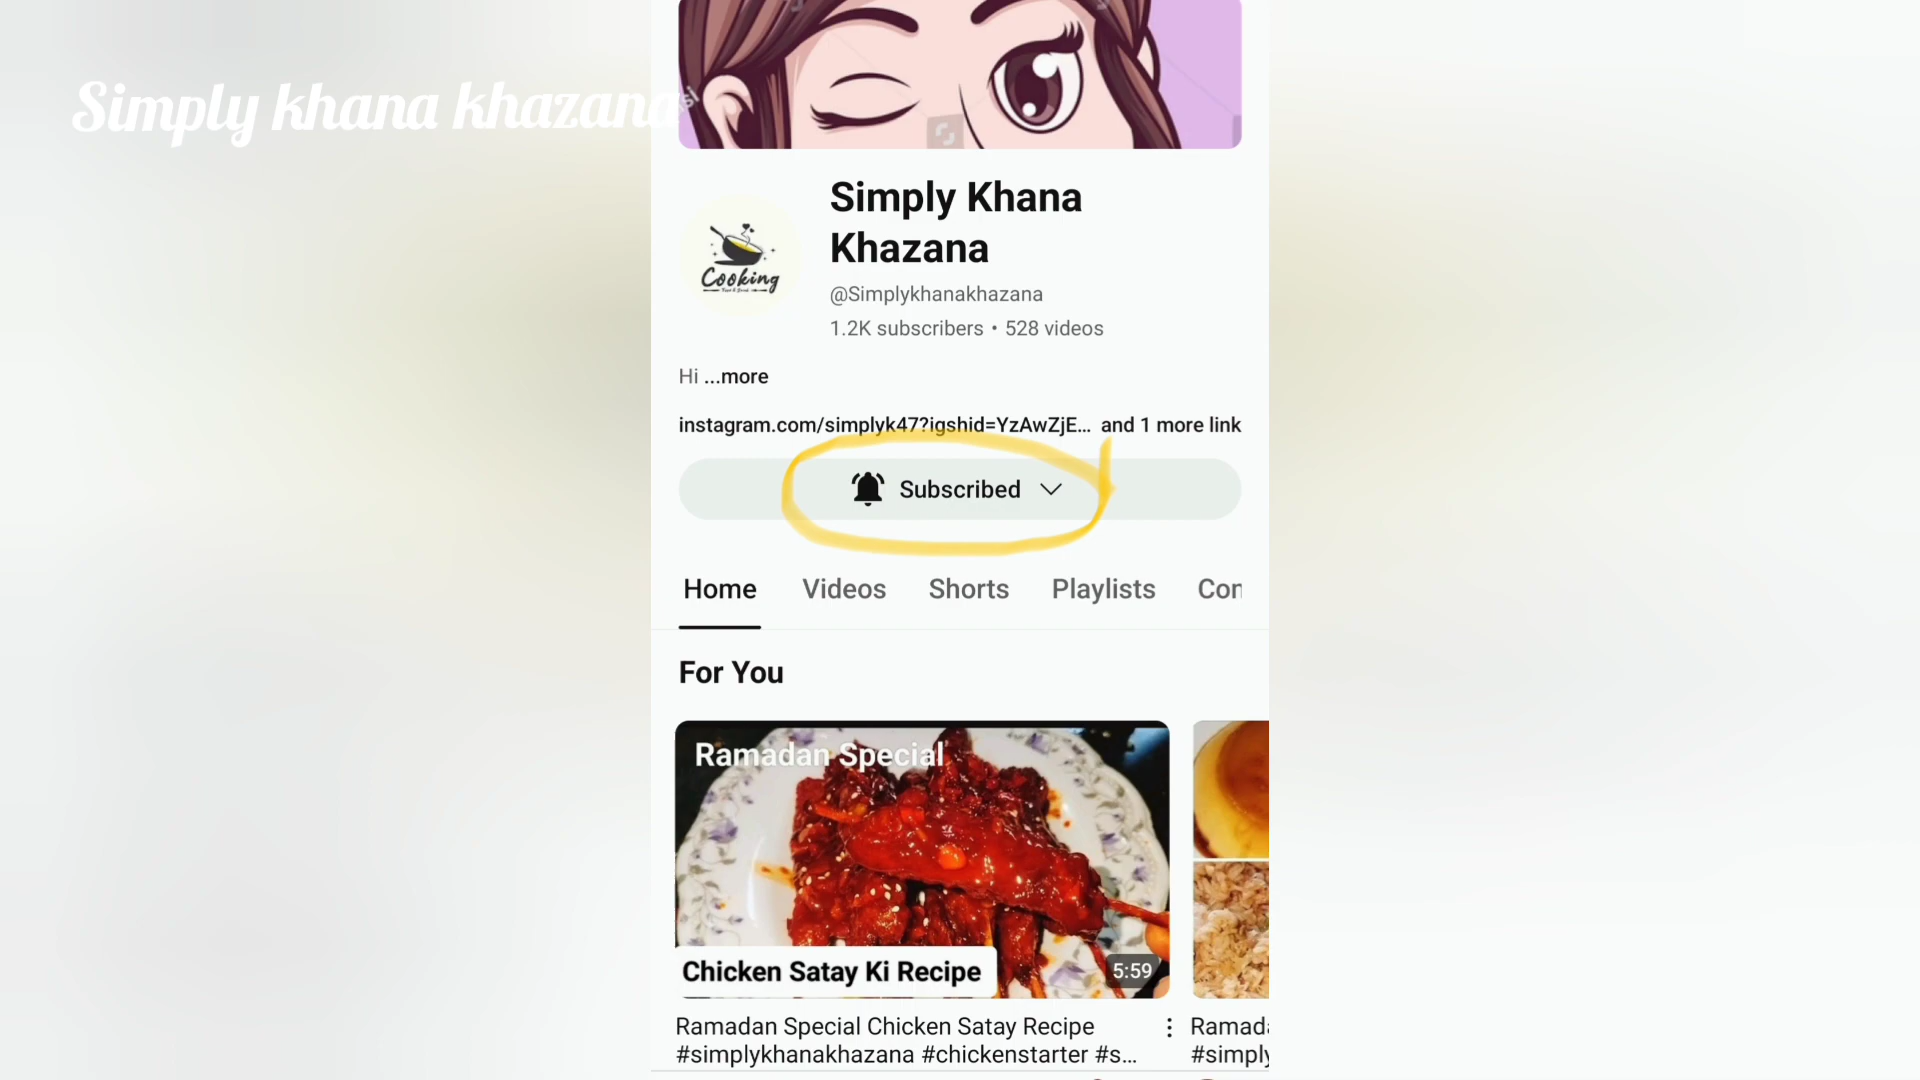 Simply khana khazana
Simply Khana
Khazana
Cooking
@Simplykhanakhazana
1.2K subscribers • 528 videos
Hi ...more
instagram.com/simplyk47?igshid=YzAwZjE... and 1 more link
Subscribed
Home Videos Shorts Playlists Con
For You
Ramadan Special
Chicken Satay Ki Recipe
5:59
Ramadan Special Chicken Satay Recipe
#simplykhanakhazana #chickenstarter #s...
Ramada
#simply